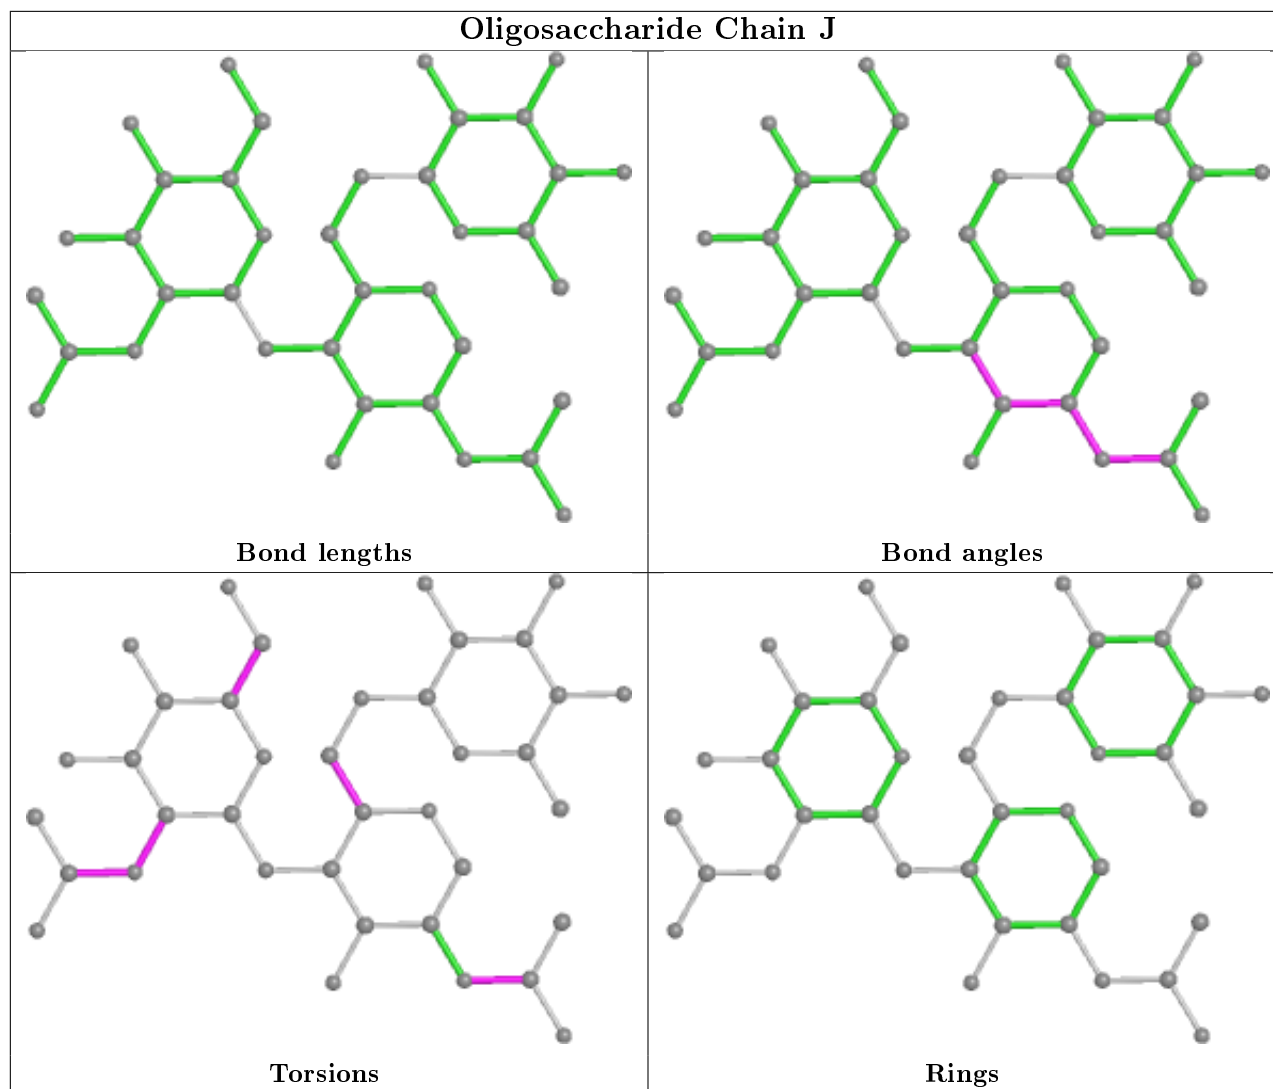 Oligosaccharide Chain J
Bond lengths
Bond angles
Torsions
Rings